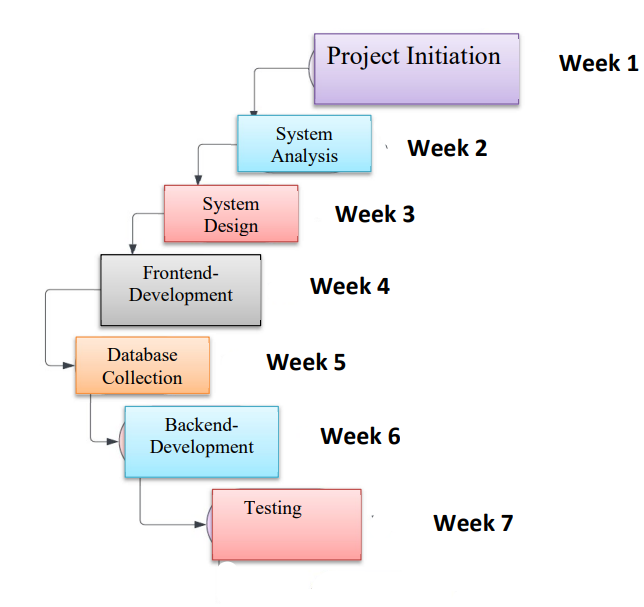 Project Initiation
Week 1
System
Analysis
Week 2
System
Design
Week 3
Frontend-
Development
Week 4
Database
Collection
Week 5
Backend-
Development
Week 6
Testing
Week 7